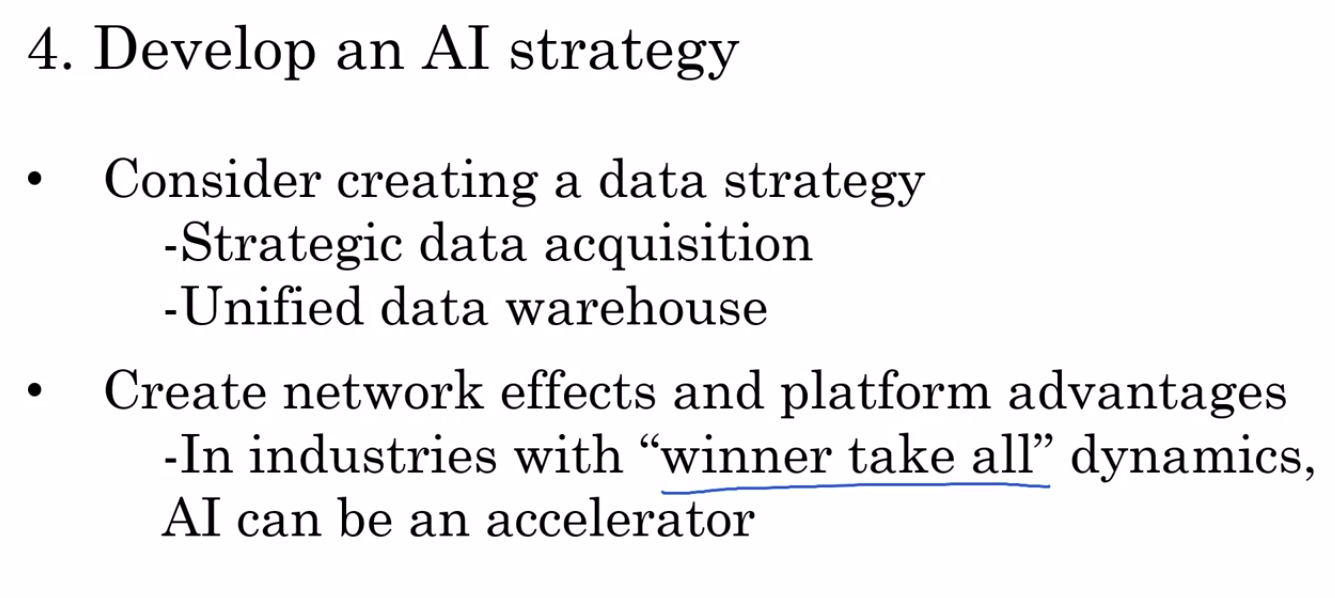 4. Develop an AI strategy
• Consider creating a data strategy
-Strategic data acquisition
-Unified data warehouse
• Create network effects and platform advantages
-In industries with “winner take all” dynamics,
AI can be an accelerator